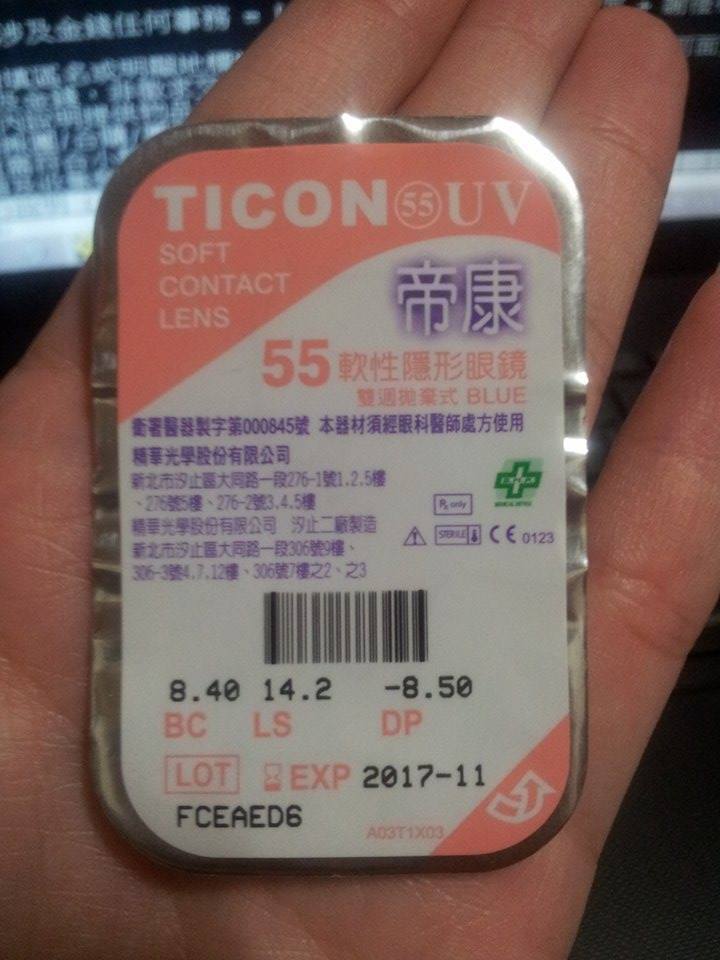 涉及金錢任何事務
TICON 55 UV
SOFT
CONTACT
LENS
帝康
55 軟性隱形眼鏡
雙週拋棄式 BLUE
衛署醫器製字第000845號 本器材須經眼科醫師處方使用
精華光學股份有限公司
新北市汐止區大同路一段276-1號1.2.5樓
、276號5樓、276-2號3.4.5樓
精華光學股份有限公司 汐止二廠製造
新北市汐止區大同路一段306號9樓、
306-3號4.7.12樓、306號7樓之2、之3
G.M.P.
Rx only
STERILE
CE 0123
8.40 14.2 -8.50
BC LS DP
LOT EXP 2017-11
FCEAED6
A03T1X03